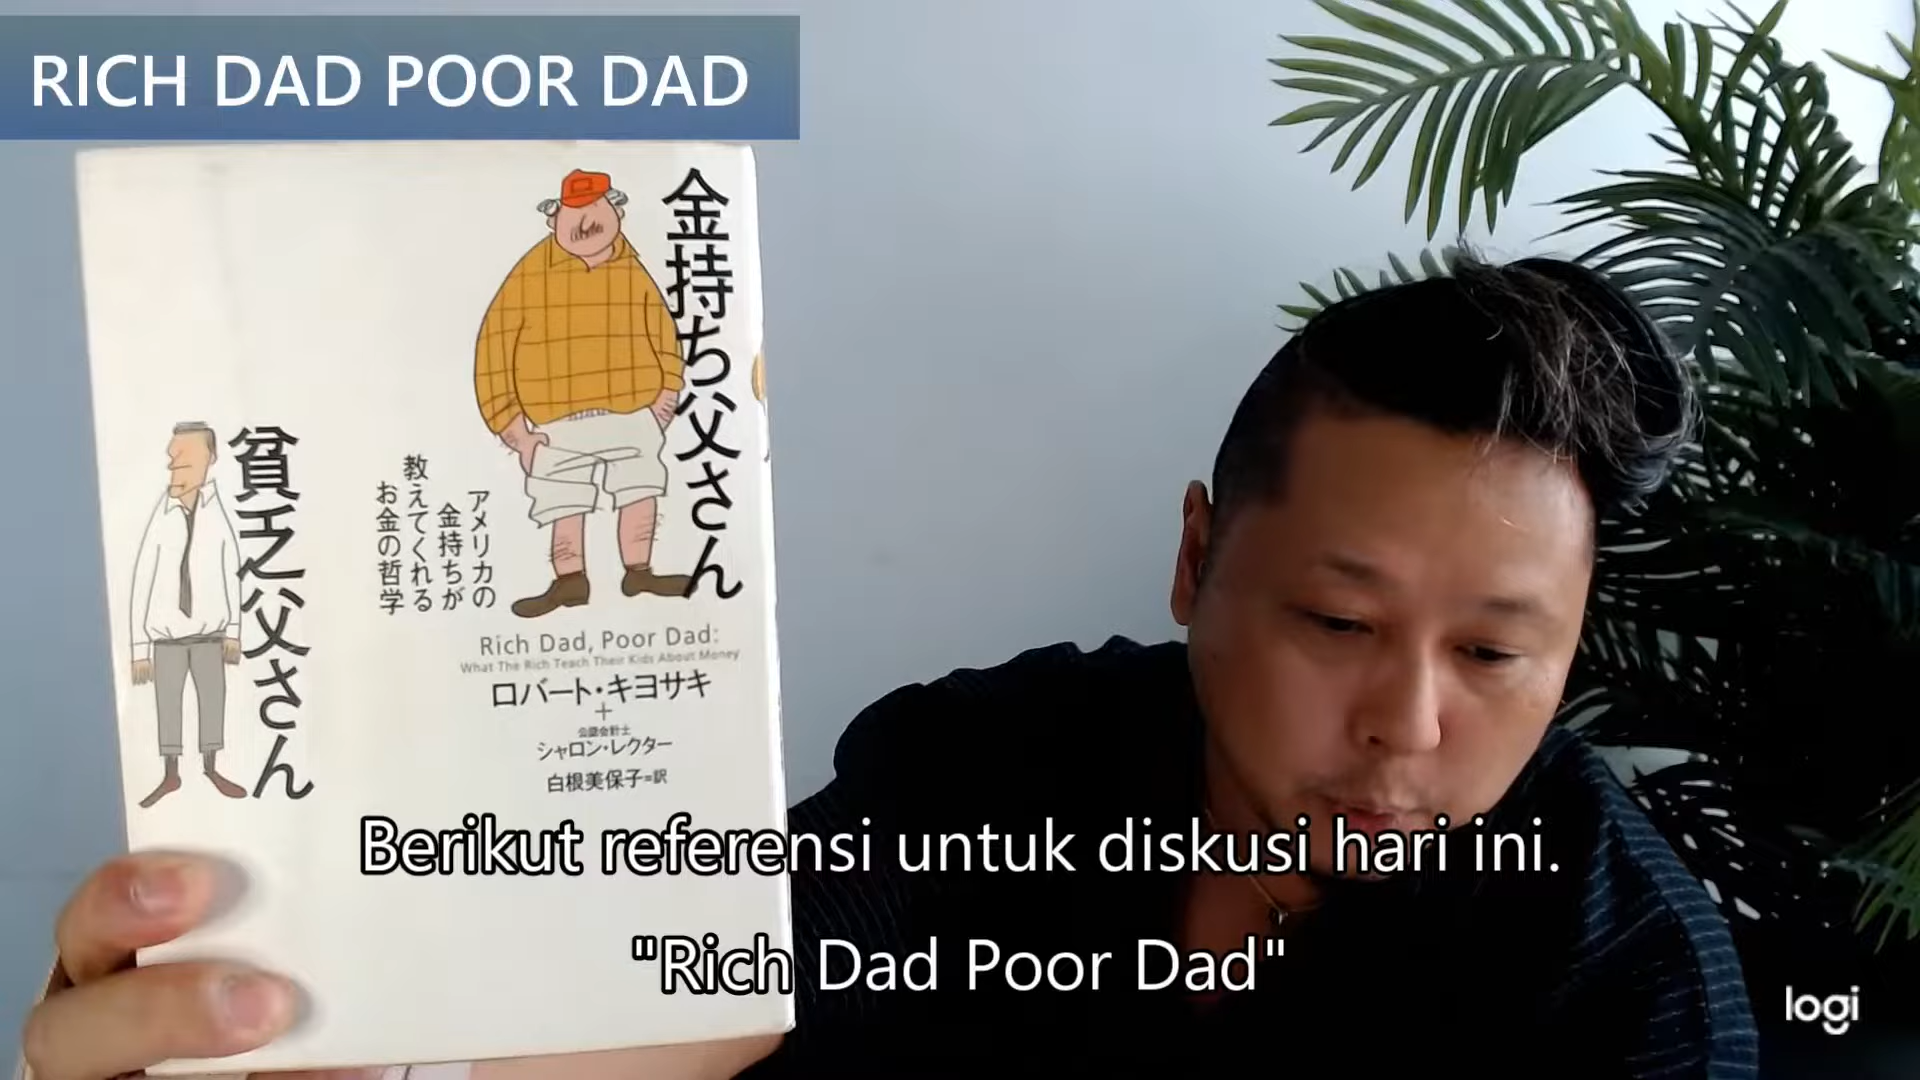 RICH DAD POOR DAD
金持ち父さん
貧乏父さん
アメリカの
金持ちが
教えてくれる
お金の哲学
Rich Dad, Poor Dad:
What The Rich Teach Their Kids About Money
ロバート・キヨサキ
+
公認会計士
シャロン・レクター
白根美保子=訳
Berikut referensi untuk diskusi hari ini.
"Rich Dad Poor Dad"
logi